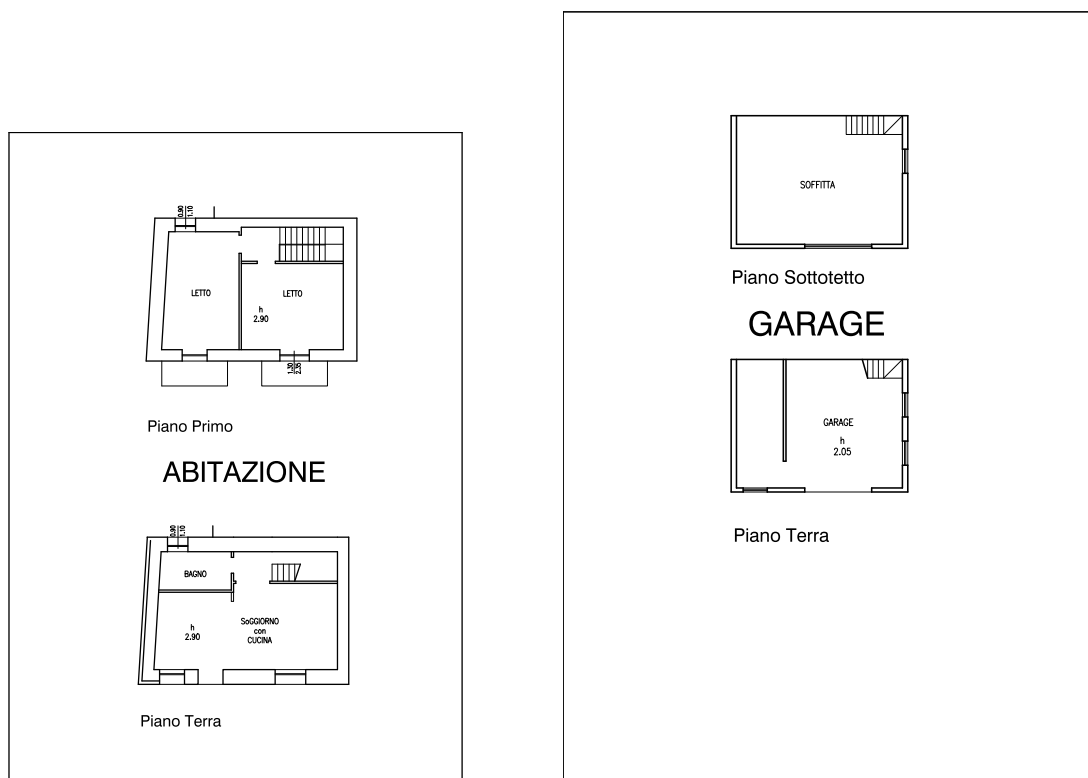 0.90
1.10
LETTO
LETTO
h
2.90
1.30
2.35
Piano Primo
ABITAZIONE
0.90
1.10
BAGNO
h
2.90
SoGGIORNO
con
CUCINA
Piano Terra
SOFFITTA
Piano Sottotetto
GARAGE
GARAGE
h
2.05
Piano Terra